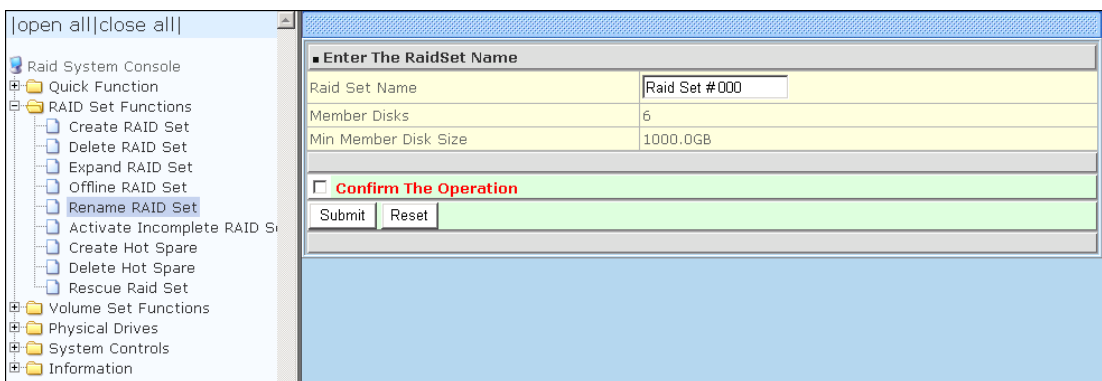 |open all|close all|
Raid System Console
Quick Function
RAID Set Functions
Create RAID Set
Delete RAID Set
Expand RAID Set
Offline RAID Set
Rename RAID Set
Activate Incomplete RAID
Create Hot Spare
Delete Hot Spare
Rescue Raid Set
Volume Set Functions
Physical Drives
System Controls
Information
Enter The RaidSet Name
Raid Set Name Raid Set #000
Member Disks 6
Min Member Disk Size 1000.0GB
Confirm The Operation
Submit Reset